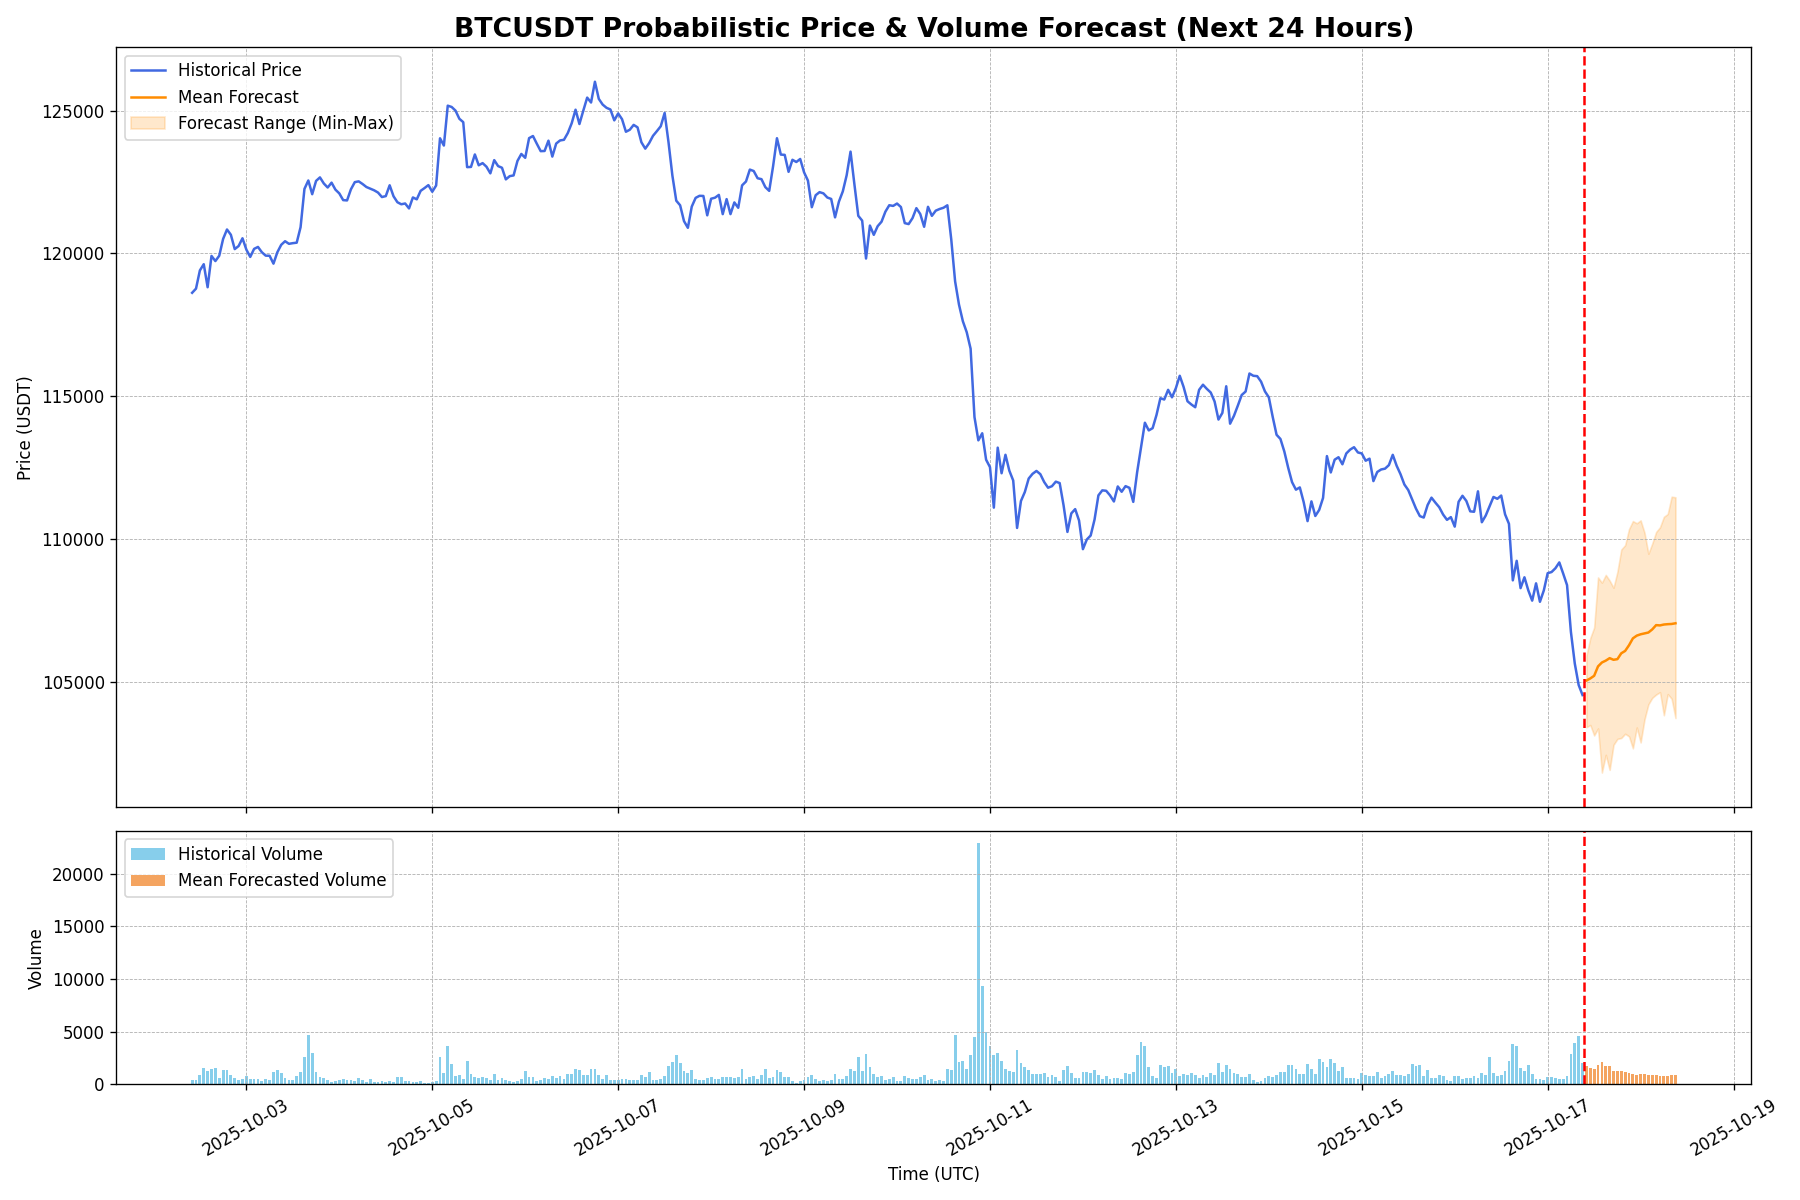 BTCUSDT Probabilistic Price & Volume Forecast (Next 24 Hours)
Historical Price
Mean Forecast
Forecast Range (Min-Max)
125000
120000
115000
110000
105000
Price (USDT)
Historical Volume
Mean Forecasted Volume
20000
15000
10000
5000
0
Volume
2025-10-03
2025-10-05
2025-10-07
2025-10-09
2025-10-11
2025-10-13
2025-10-15
2025-10-17
2025-10-19
Time (UTC)